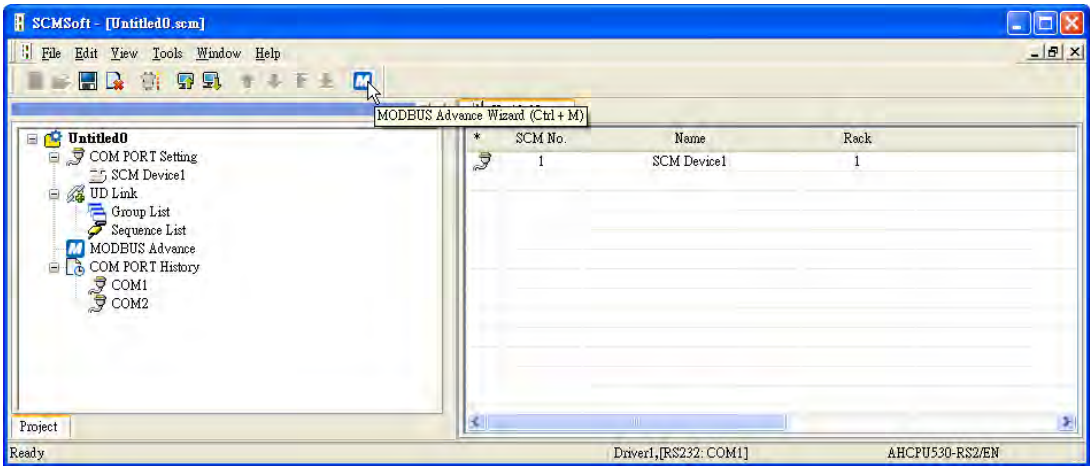 SCMSoft - [Untitled0.scm]
File Edit View Tools Window Help
MODBUS Advance Wizard (Ctrl + M)
Untitled0
COM PORT Setting
SCM Device1
UD Link
Group List
Sequence List
MODBUS Advance
COM PORT History
COM1
COM2
Project
* SCM No. Name Rack
1 SCM Device1 1
Ready Driver1,[RS232: COM1] AHCPU530-RS2/EN